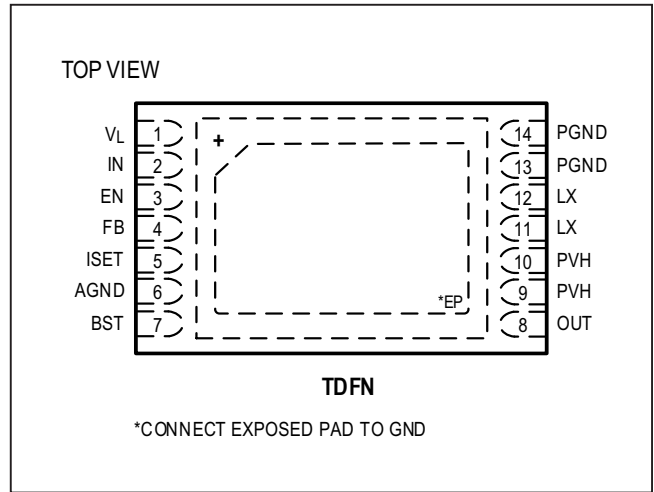 TOP VIEW
VL 1
IN 2
EN 3
FB 4
ISET 5
AGND 6
BST 7
+
*EP
14 PGND
13 PGND
12 LX
11 LX
10 PVH
9 PVH
8 OUT
TDFN
*CONNECT EXPOSED PAD TO GND